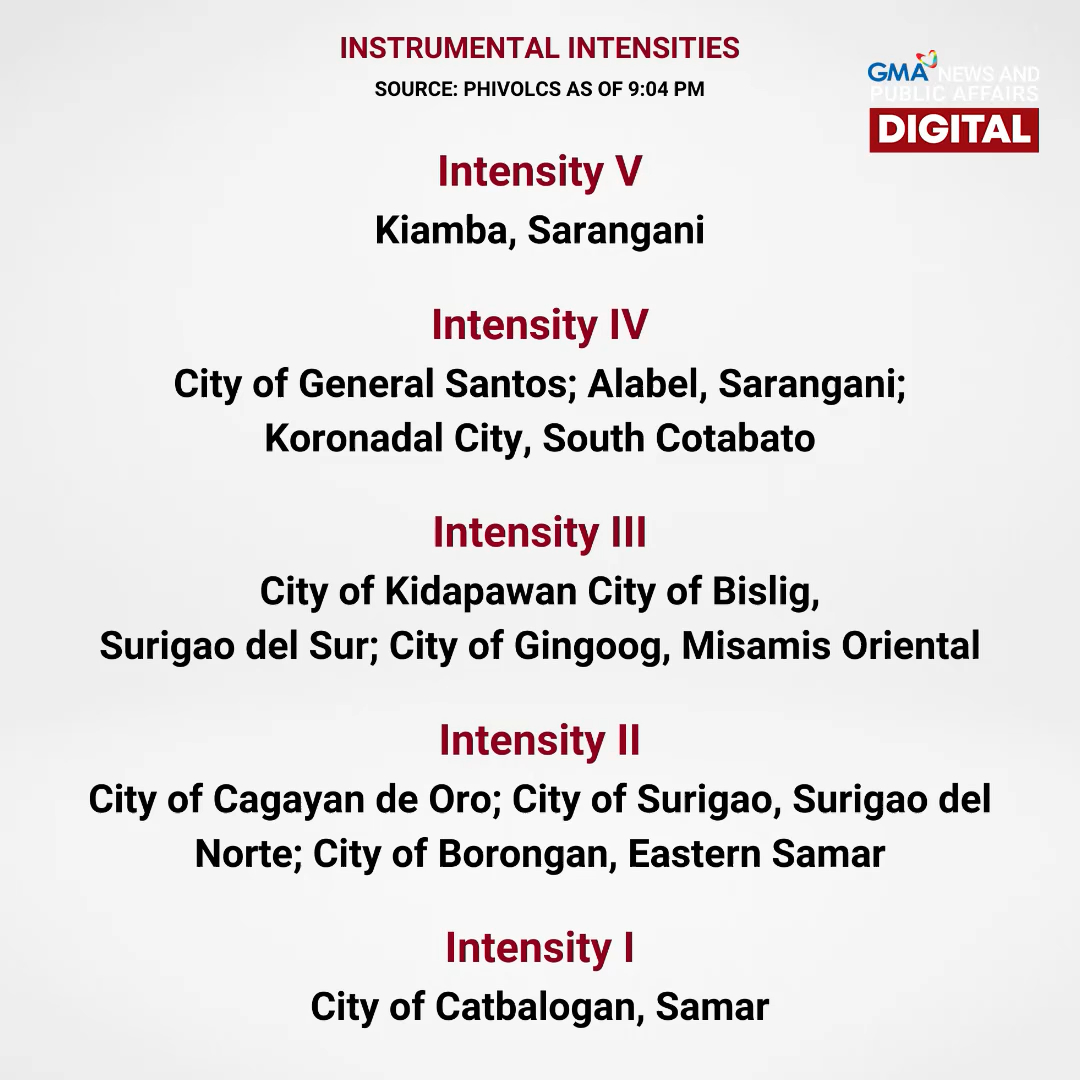 INSTRUMENTAL INTENSITIES
SOURCE: PHIVOLCS AS OF 9:04 PM
GMA NEWS AND
PUBLIC AFFAIRS
DIGITAL
Intensity V
Kiamba, Sarangani
Intensity IV
City of General Santos; Alabel, Sarangani;
Koronadal City, South Cotabato
Intensity III
City of Kidapawan City of Bislig,
Surigao del Sur; City of Gingoog, Misamis Oriental
Intensity II
City of Cagayan de Oro; City of Surigao, Surigao del
Norte; City of Borongan, Eastern Samar
Intensity I
City of Catbalogan, Samar